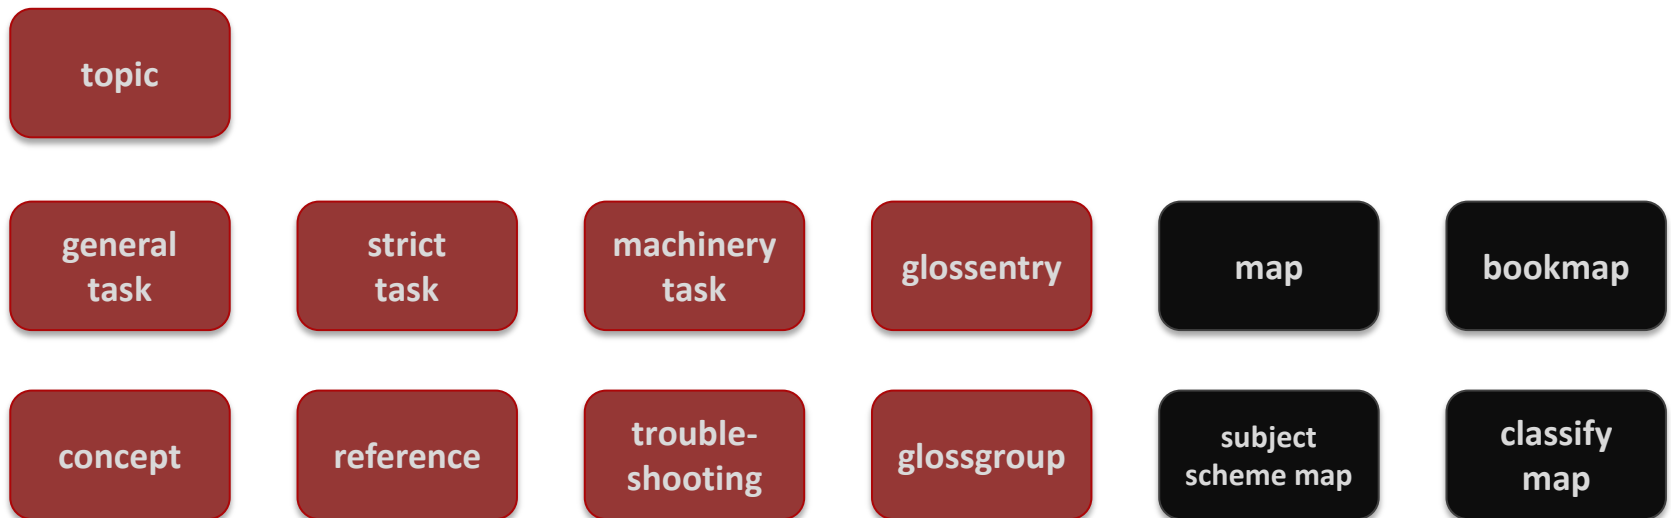 topic
general
task
strict
task
machinery
task
glossentry
map
bookmap
concept
reference
trouble-
shooting
glossgroup
subject
scheme map
classify
map